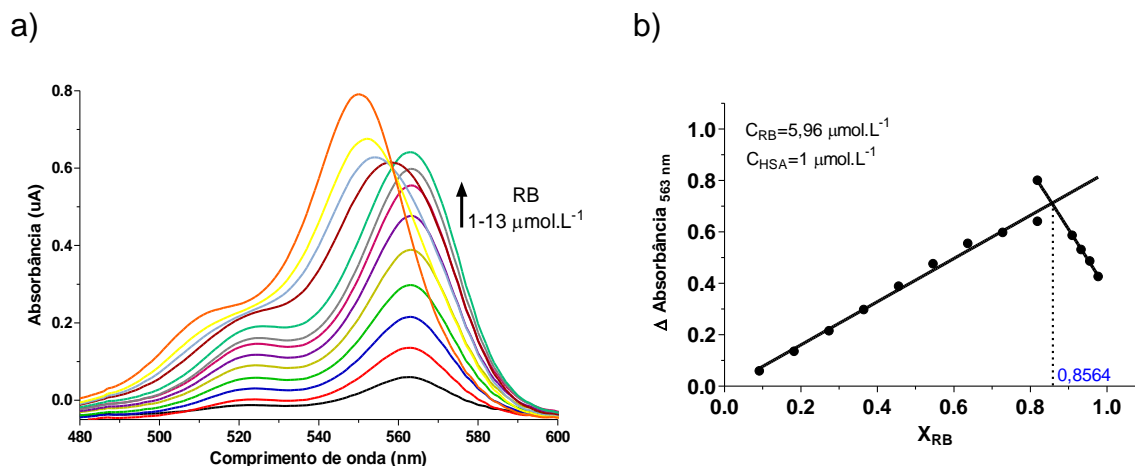 a)
Absorbância (uA)
0.8
0.6
0.4
0.2
0.0
RB
1-13 μmol.L⁻¹
480 500 520 540 560 580 600
Comprimento de onda (nm)
b)
Δ Absorbância 563 nm
1.0
0.8
0.6
0.4
0.2
0.0
C_RB=5,96 μmol.L⁻¹
C_HSA=1 μmol.L⁻¹
0,8564
0.0 0.2 0.4 0.6 0.8 1.0
X_RB